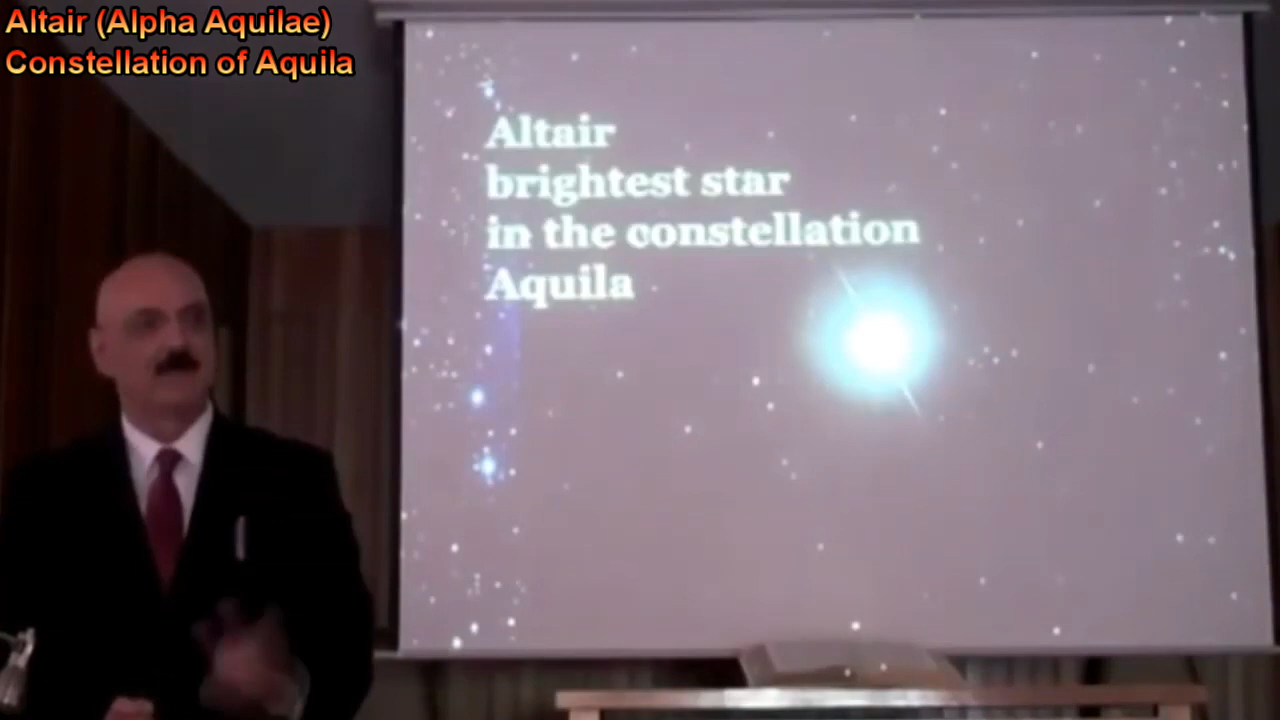 Altair (Alpha Aquilae)
Constellation of Aquila
Altair
brightest star
in the constellation
Aquila